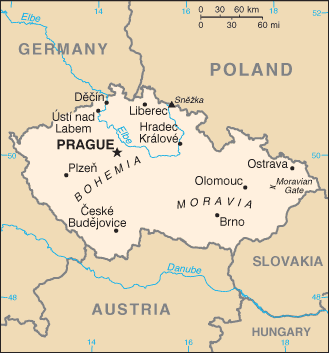 0 30 60 km
0 30 60 mi
14 16 18 52
Elbe
GERMANY
POLAND
Děčín
Sněžka
Liberec
Ústí nad
Labem
Elbe
Hradec
Králové
PRAGUE
50
50
Ostrava
Plzeň
BOHEMIA
Olomouc
Moravian
Gate
MORAVIA
České
Budějovice
Brno
SLOVAKIA
Danube
48
48
AUSTRIA
HUNGARY
14 16 18